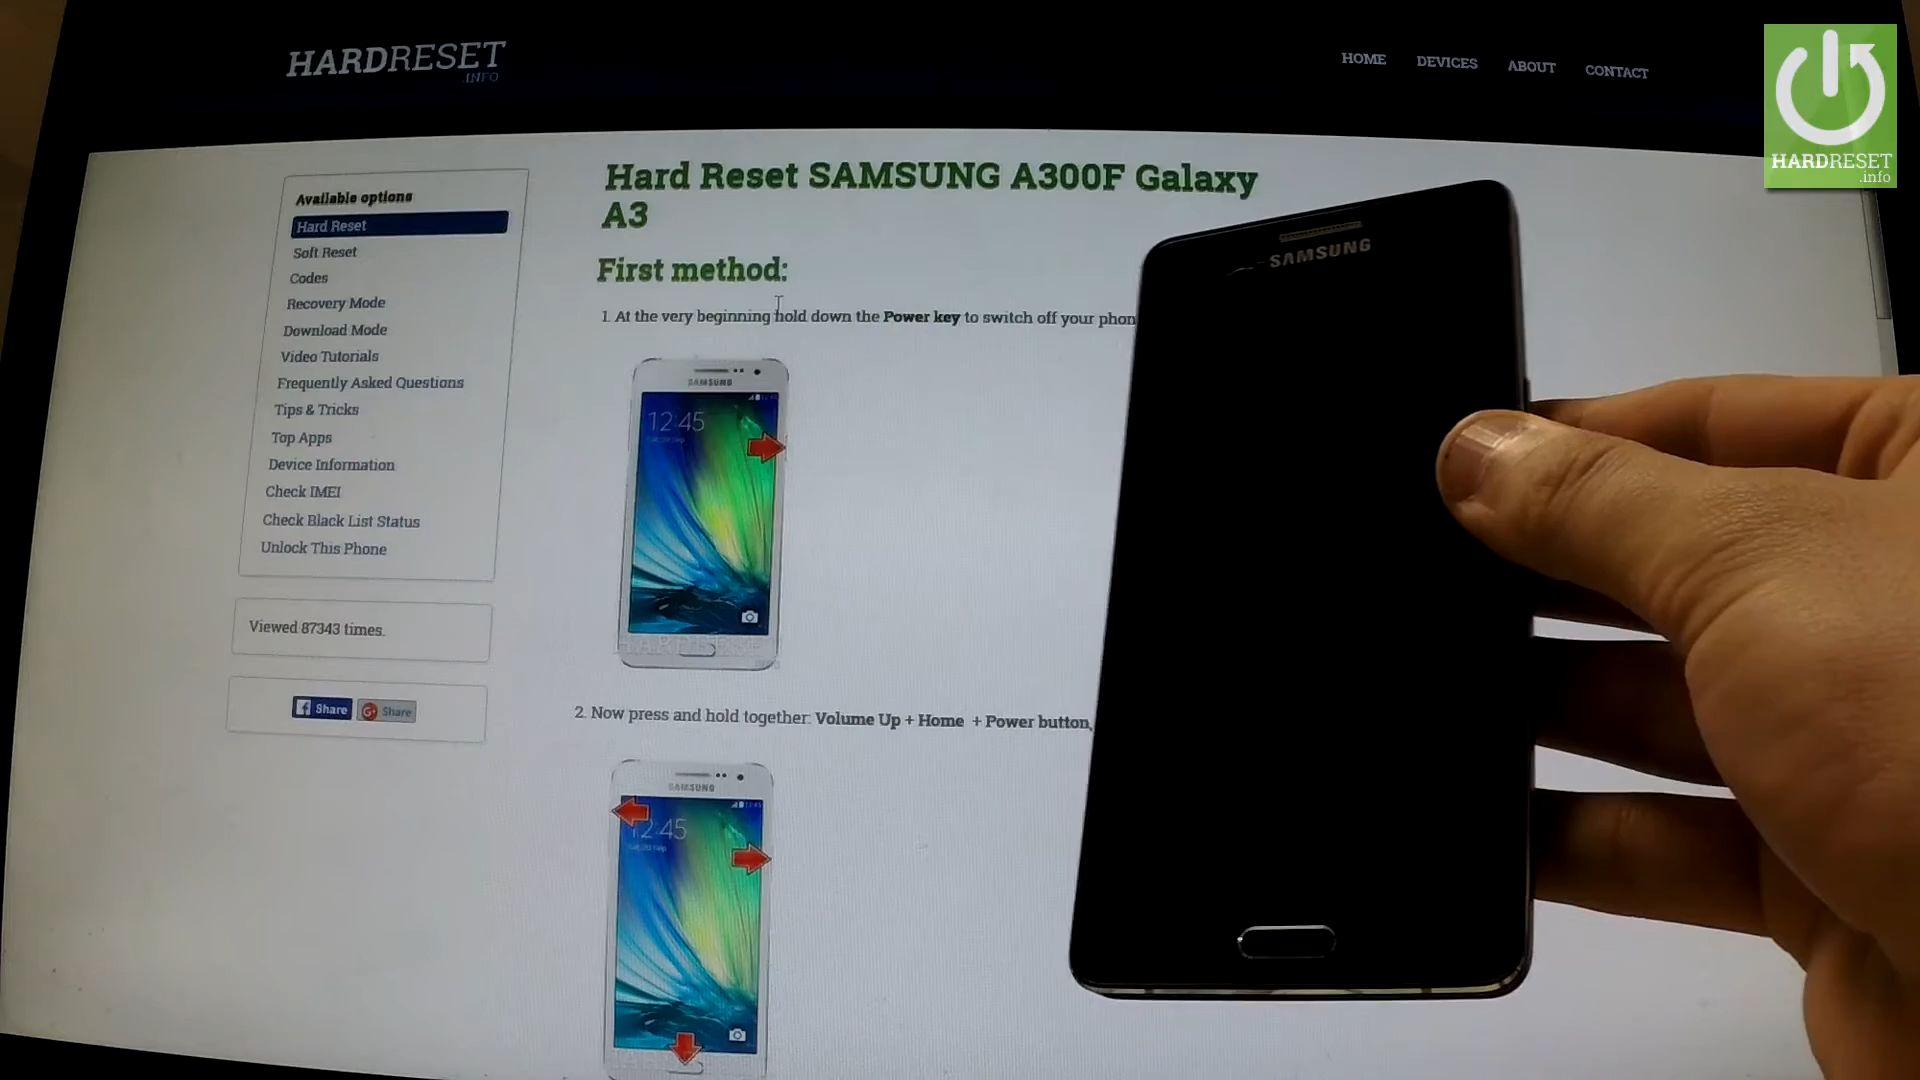 HARDRESET
.INFO
HOME DEVICES ABOUT CONTACT
HARDRESET
.info
Available options
Hard Reset
Soft Reset
Codes
Recovery Mode
Download Mode
Video Tutorials
Frequently Asked Questions
Tips & Tricks
Top Apps
Device Information
Check IMEI
Check Black List Status
Unlock This Phone
Viewed 87343 times.
Share
Share
Hard Reset SAMSUNG A300F Galaxy
A3
First method:
1. At the very beginning hold down the Power key to switch off your phon
SAMSUNG
12:45
2. Now press and hold together: Volume Up + Home + Power button,
SAMSUNG
12:45
SAMSUNG